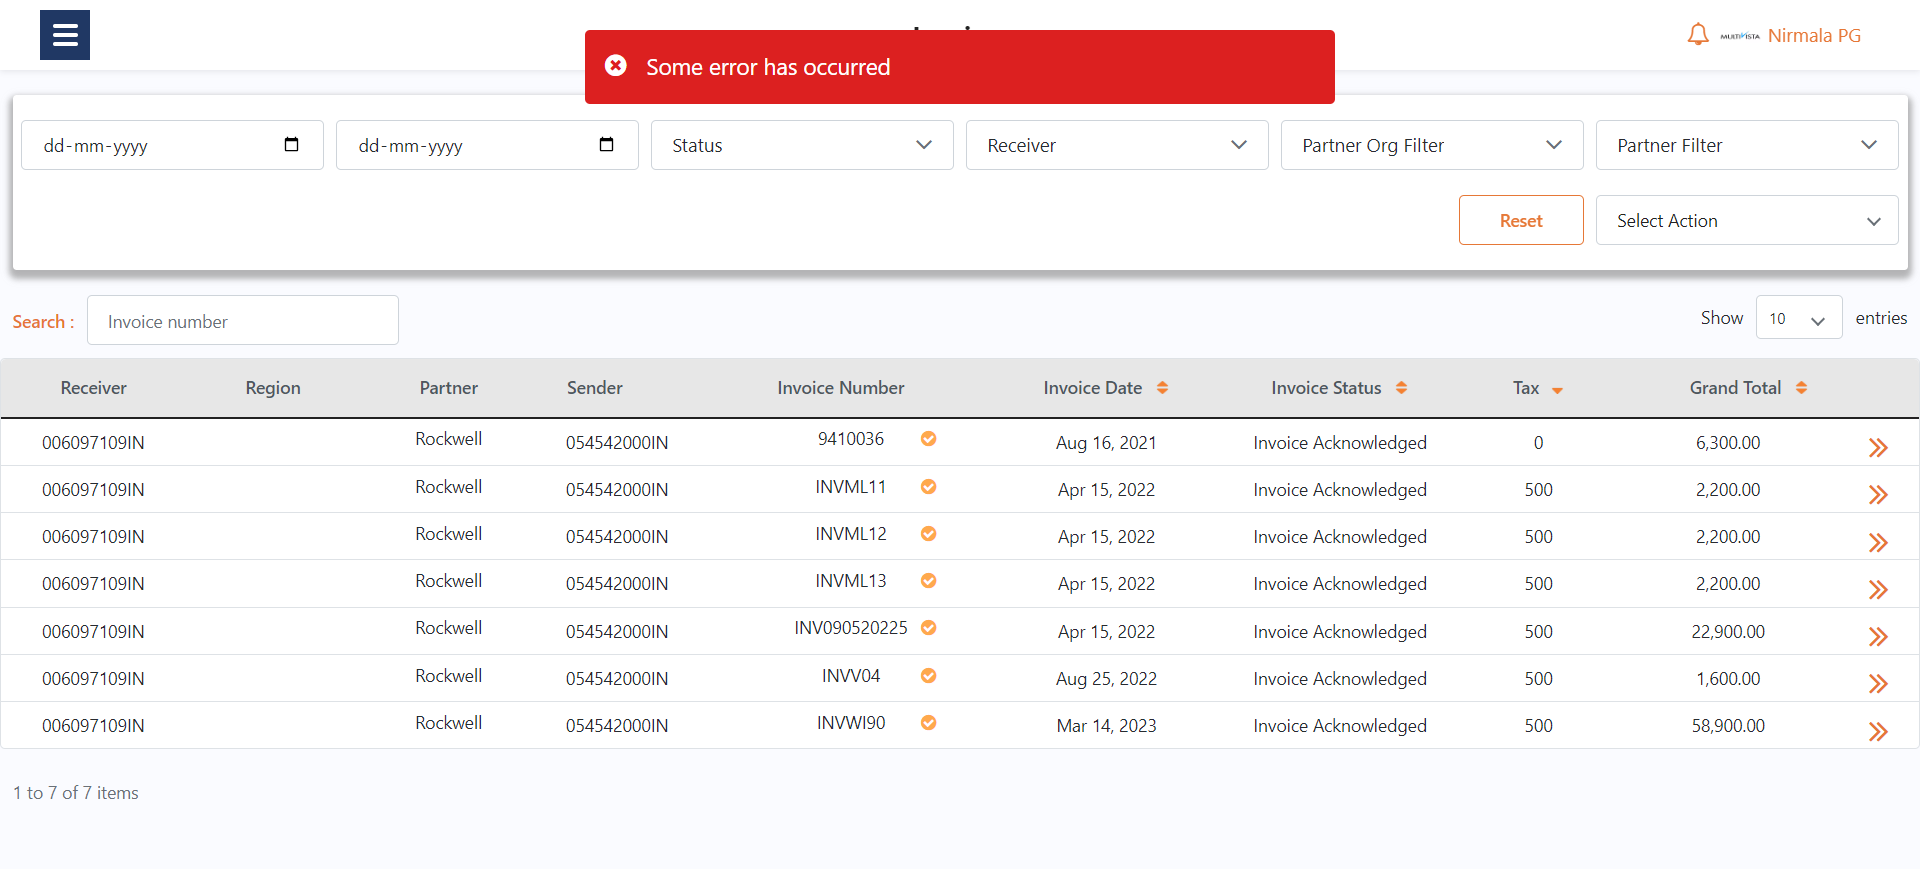 MULTIVISTA Nirmala PG
Some error has occurred
dd-mm-yyyy dd-mm-yyyy Status Receiver Partner Org Filter Partner Filter
Reset Select Action
Search : Invoice number Show 10 entries
Receiver Region Partner Sender Invoice Number Invoice Date Invoice Status Tax Grand Total
006097109IN Rockwell 054542000IN 9410036 Aug 16, 2021 Invoice Acknowledged 0 6,300.00
006097109IN Rockwell 054542000IN INVML11 Apr 15, 2022 Invoice Acknowledged 500 2,200.00
006097109IN Rockwell 054542000IN INVML12 Apr 15, 2022 Invoice Acknowledged 500 2,200.00
006097109IN Rockwell 054542000IN INVML13 Apr 15, 2022 Invoice Acknowledged 500 2,200.00
006097109IN Rockwell 054542000IN INV090520225 Apr 15, 2022 Invoice Acknowledged 500 22,900.00
006097109IN Rockwell 054542000IN INVV04 Aug 25, 2022 Invoice Acknowledged 500 1,600.00
006097109IN Rockwell 054542000IN INVWI90 Mar 14, 2023 Invoice Acknowledged 500 58,900.00
1 to 7 of 7 items